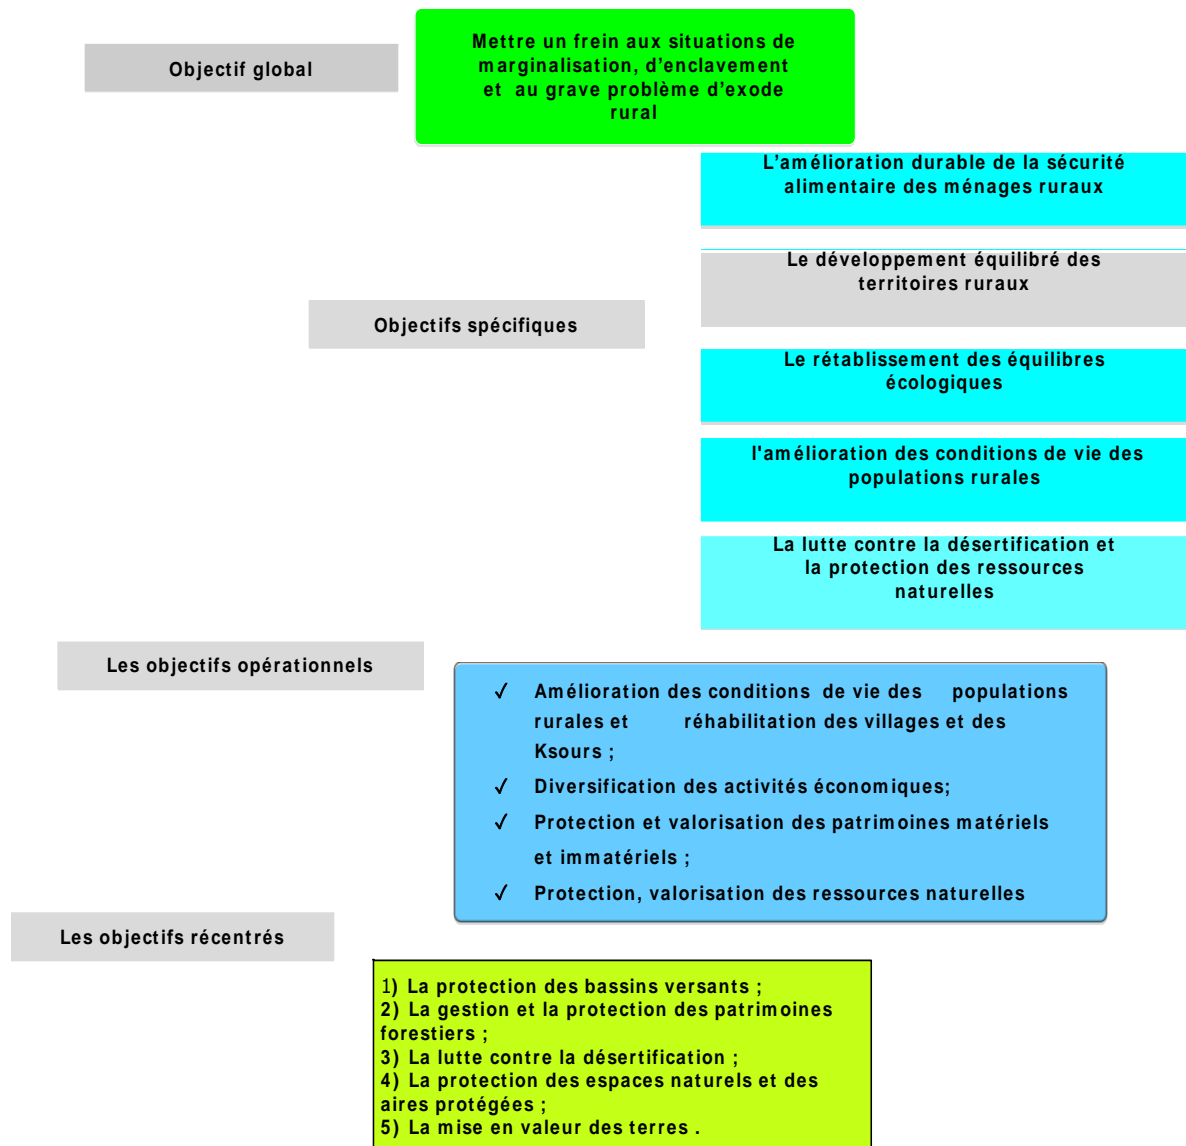 Objectif global
Mettre un frein aux situations de
marginalisation, d’enclavement
et au grave problème d’exode
rural
L’amélioration durable de la sécurité
alimentaire des ménages ruraux
Le développement équilibré des
territoires ruraux
Objectifs spécifiques
Le rétablissement des équilibres
écologiques
l'amélioration des conditions de vie des
populations rurales
La lutte contre la désertification et
la protection des ressources
naturelles
Les objectifs opérationnels
✓ Amélioration des conditions de vie des populations
rurales et réhabilitation des villages et des
Ksours ;
✓ Diversification des activités économiques;
✓ Protection et valorisation des patrimoines matériels
et immatériels ;
✓ Protection, valorisation des ressources naturelles
Les objectifs récentrés
1) La protection des bassins versants ;
2) La gestion et la protection des patrimoines
forestiers ;
3) La lutte contre la désertification ;
4) La protection des espaces naturels et des
aires protégées ;
5) La mise en valeur des terres .